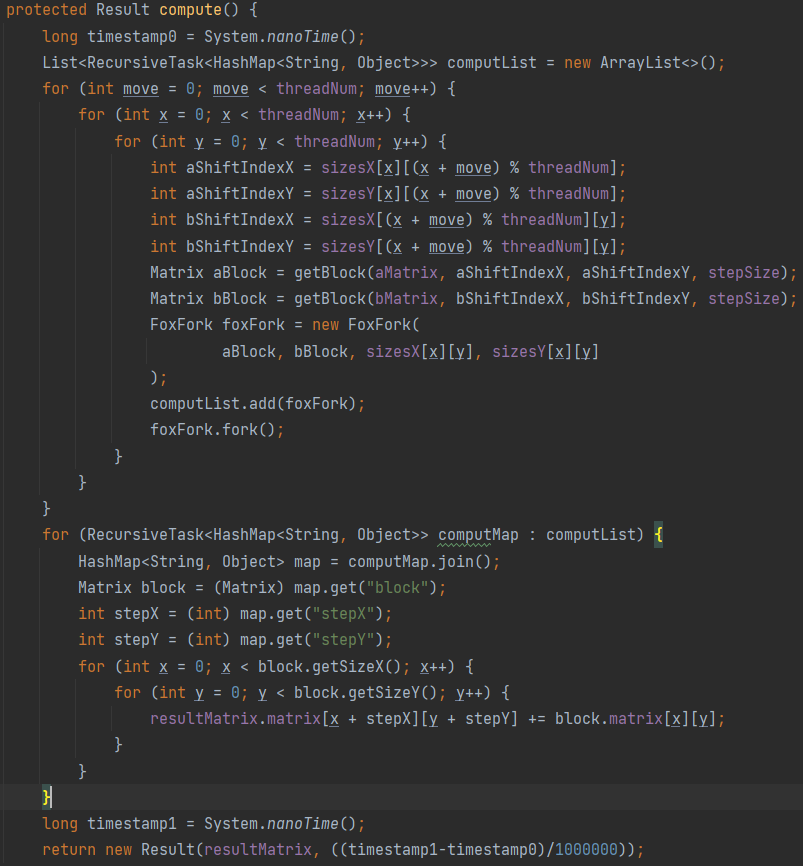 protected Result compute() {
    long timestamp0 = System.nanoTime();
    List<RecursiveTask<HashMap<String, Object>>> computList = new ArrayList<>();
    for (int move = 0; move < threadNum; move++) {
        for (int x = 0; x < threadNum; x++) {
            for (int y = 0; y < threadNum; y++) {
                int aShiftIndexX = sizesX[x][(x + move) % threadNum];
                int aShiftIndexY = sizesY[x][(x + move) % threadNum];
                int bShiftIndexX = sizesX[(x + move) % threadNum][y];
                int bShiftIndexY = sizesY[(x + move) % threadNum][y];
                Matrix aBlock = getBlock(aMatrix, aShiftIndexX, aShiftIndexY, stepSize);
                Matrix bBlock = getBlock(bMatrix, bShiftIndexX, bShiftIndexY, stepSize);
                FoxFork foxFork = new FoxFork(
                        aBlock, bBlock, sizesX[x][y], sizesY[x][y]
                );
                computList.add(foxFork);
                foxFork.fork();
            }
        }
    }
    for (RecursiveTask<HashMap<String, Object>> computMap : computList) {
        HashMap<String, Object> map = computMap.join();
        Matrix block = (Matrix) map.get("block");
        int stepX = (int) map.get("stepX");
        int stepY = (int) map.get("stepY");
        for (int x = 0; x < block.getSizeX(); x++) {
            for (int y = 0; y < block.getSizeY(); y++) {
                resultMatrix.matrix[x + stepX][y + stepY] += block.matrix[x][y];
            }
        }
    }
    long timestamp1 = System.nanoTime();
    return new Result(resultMatrix, ((timestamp1-timestamp0)/1000000));